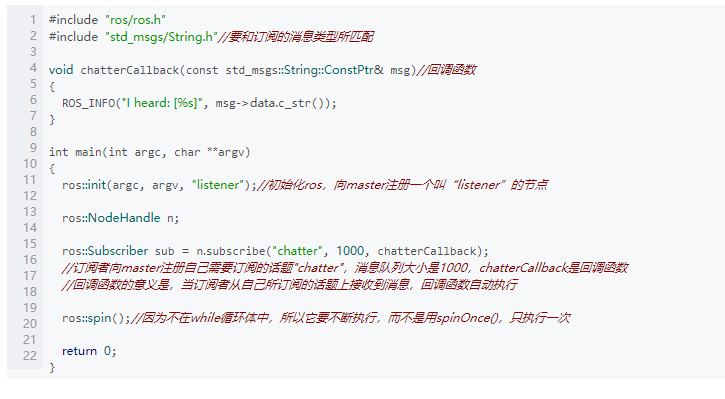 1 #include "ros/ros.h"
2 #include "std_msgs/String.h"//要和订阅的消息类型所匹配
3
4 void chatterCallback(const std_msgs::String::ConstPtr& msg)//回调函数
5 {
6 ROS_INFO("I heard: [%s]", msg->data.c_str());
7 }
8
9 int main(int argc, char **argv)
10 {
11 ros::init(argc, argv, "listener");//初始化ros，向master注册一个叫“listener”的节点
12
13 ros::NodeHandle n;
14
15 ros::Subscriber sub = n.subscribe("chatter", 1000, chatterCallback);
16 //订阅者向master注册自己需要订阅的话题"chatter"，消息队列大小是1000，chatterCallback是回调函数
17 //回调函数的意义是，当订阅者从自己所订阅的话题上接收到消息，回调函数自动执行
18
19 ros::spin();//因为不在while循环体中，所以它要不断执行，而不是用spinOnce()，只执行一次
20
21 return 0;
22 }